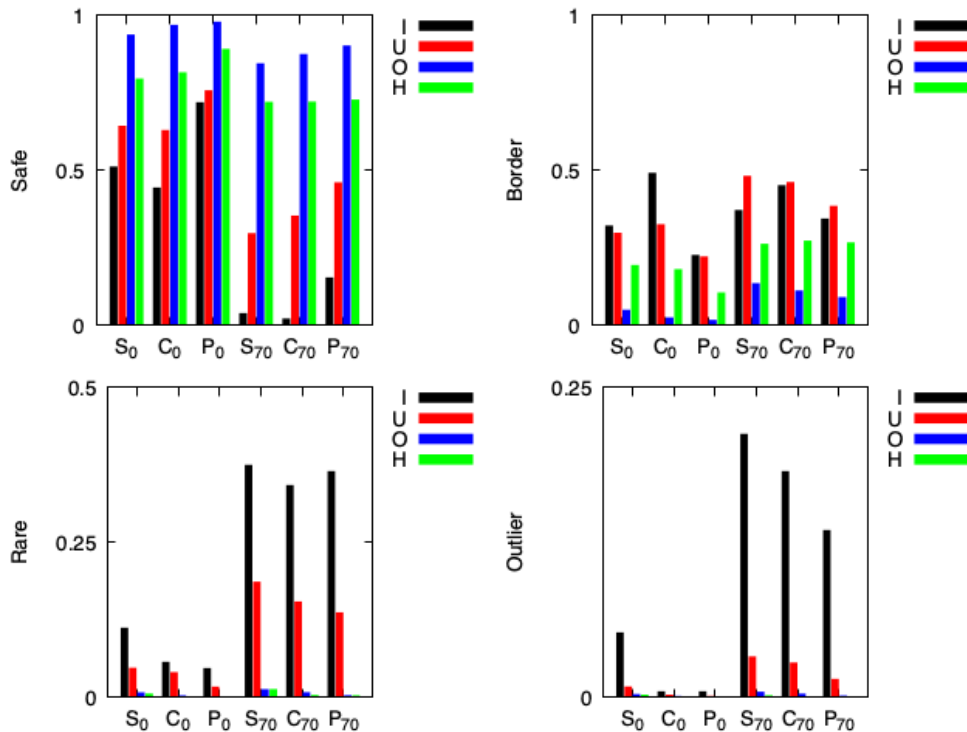 1
0.5
0
Safe
S₀ C₀ P₀ S₇₀ C₇₀ P₇₀
I
U
O
H
1
0.5
0
Border
S₀ C₀ P₀ S₇₀ C₇₀ P₇₀
I
U
O
H
0.5
0.25
0
Rare
S₀ C₀ P₀ S₇₀ C₇₀ P₇₀
I
U
O
H
0.25
0
Outlier
S₀ C₀ P₀ S₇₀ C₇₀ P₇₀
I
U
O
H